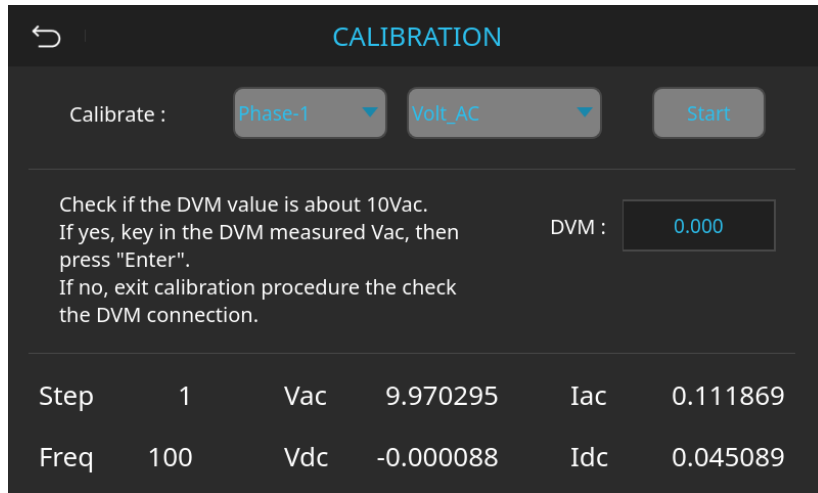 CALIBRATION
Calibrate : Phase-1 Volt_AC Start
Check if the DVM value is about 10Vac.
If yes, key in the DVM measured Vac, then
press "Enter".
If no, exit calibration procedure the check
the DVM connection.
DVM : 0.000
Step 1 Vac 9.970295 Iac 0.111869
Freq 100 Vdc -0.000088 Idc 0.045089